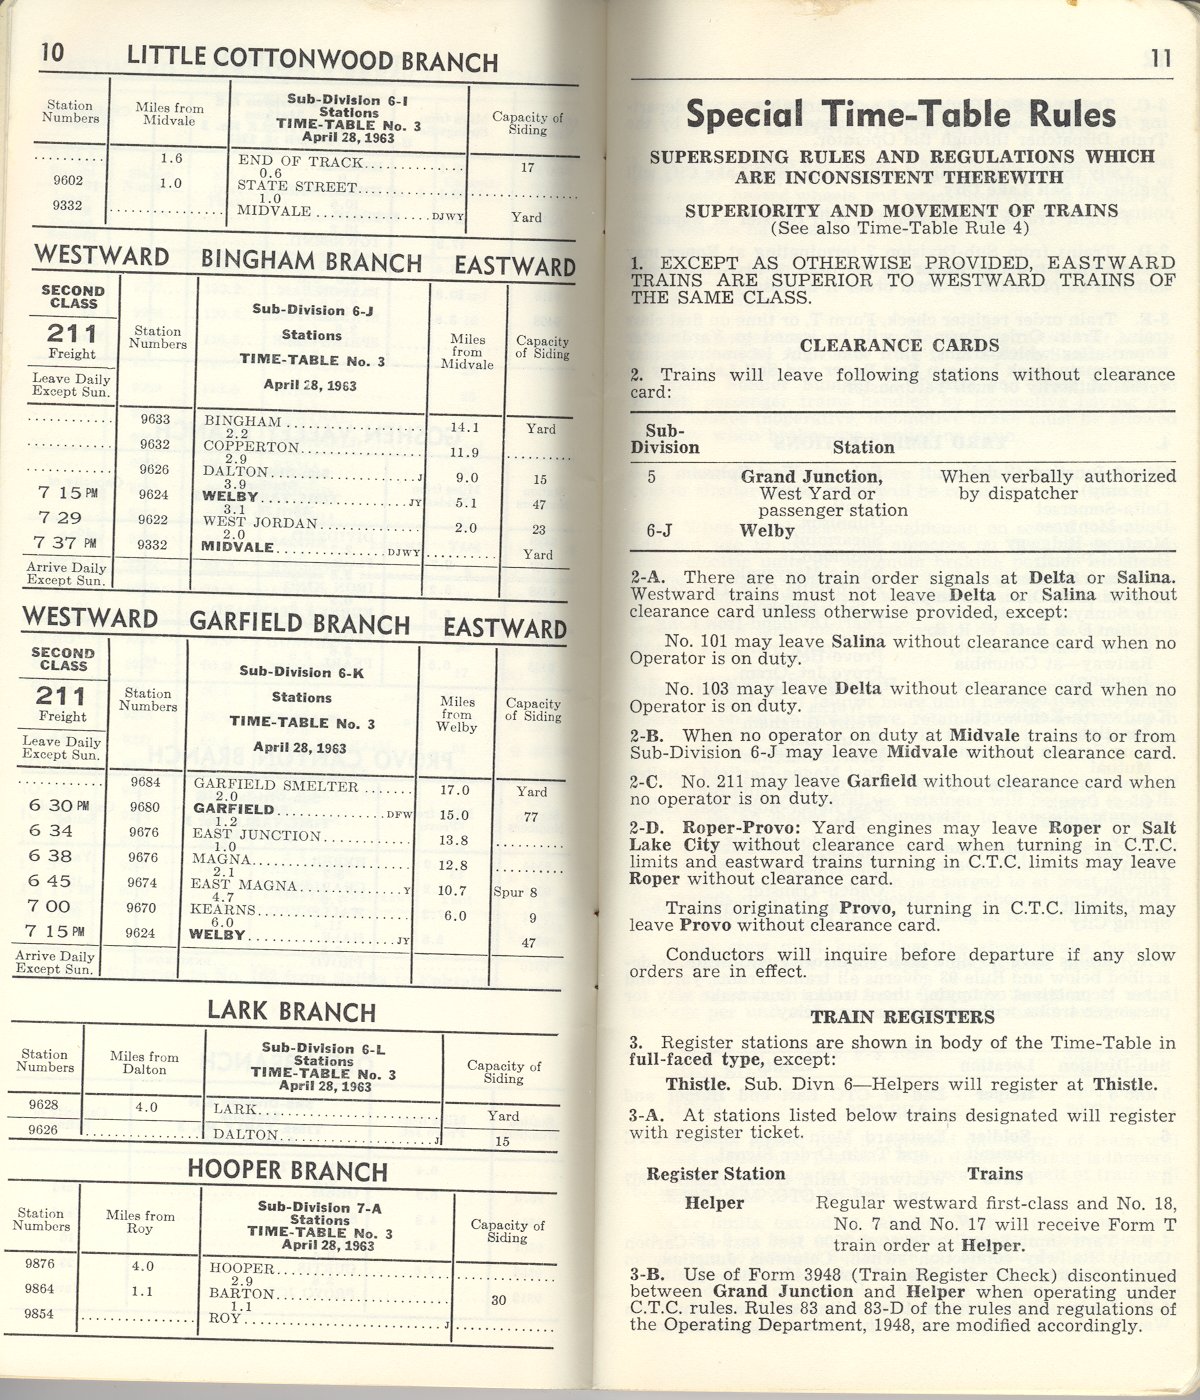 10 LITTLE COTTONWOOD BRANCH
Station Numbers | Miles from Midvale | Sub-Division 6-I Stations TIME-TABLE No. 3 April 28, 1963 | Capacity of Siding
.......... 1.6 END OF TRACK.............. 17
0.6
9602 1.0 STATE STREET..............
1.0
9332 ................ MIDVALE ................DJWY Yard
WESTWARD BINGHAM BRANCH EASTWARD
SECOND CLASS
211
Freight
Leave Daily Except Sun.
Station Numbers
Sub-Division 6-J
Stations
TIME-TABLE No. 3
April 28, 1963
Miles from Midvale
Capacity of Siding
............ 9633 BINGHAM .................. 14.1 Yard
2.2
............ 9632 COPPERTON................. 11.9 ..........
2.9
............ 9626 DALTON....................J 9.0 15
3.9
7 15 PM 9624 WELBY ....................JY 5.1 47
3.1
7 29 9622 WEST JORDAN............... 2.0 23
2.0
7 37 PM 9332 MIDVALE................DJWY .......... Yard
Arrive Daily Except Sun.
WESTWARD GARFIELD BRANCH EASTWARD
SECOND CLASS
211
Freight
Leave Daily Except Sun.
Station Numbers
Sub-Division 6-K
Stations
TIME-TABLE No. 3
April 28, 1963
Miles from Welby
Capacity of Siding
............ 9684 GARFIELD SMELTER ....... 17.0 Yard
2.0
6 30 PM 9680 GARFIELD...............DFW 15.0 77
1.2
6 34 9676 EAST JUNCTION............. 13.8 ..........
1.0
6 38 9676 MAGNA..................... 12.8 ..........
2.1
6 45 9674 EAST MAGNA...............Y 10.7 Spur 8
4.7
7 00 9670 KEARNS.................... 6.0 9
6.0
7 15 PM 9624 WELBY.....................JY 47
Arrive Daily Except Sun.
LARK BRANCH
Station Numbers | Miles from Dalton | Sub-Division 6-L Stations TIME-TABLE No. 3 April 28, 1963 | Capacity of Siding
9628 4.0 LARK.......................... Yard
9626 ................ DALTON......................J 15
HOOPER BRANCH
Station Numbers | Miles from Roy | Sub-Division 7-A Stations TIME-TABLE No. 3 April 28, 1963 | Capacity of Siding
9876 4.0 HOOPER........................ ..............
2.9
9864 1.1 BARTON........................ 30
1.1
9854 ................ ROY.........................J ..............
11
Special Time-Table Rules
SUPERSEDING RULES AND REGULATIONS WHICH
ARE INCONSISTENT THEREWITH
SUPERIORITY AND MOVEMENT OF TRAINS
(See also Time-Table Rule 4)
1. EXCEPT AS OTHERWISE PROVIDED, EASTWARD
TRAINS ARE SUPERIOR TO WESTWARD TRAINS OF
THE SAME CLASS.
CLEARANCE CARDS
2. Trains will leave following stations without clearance
card:
Sub-
Division Station
5 Grand Junction, When verbally authorized
West Yard or by dispatcher
passenger station
6-J Welby
2-A. There are no train order signals at Delta or Salina.
Westward trains must not leave Delta or Salina without
clearance card unless otherwise provided, except:
No. 101 may leave Salina without clearance card when no
Operator is on duty.
No. 103 may leave Delta without clearance card when no
Operator is on duty.
2-B. When no operator on duty at Midvale trains to or from
Sub-Division 6-J may leave Midvale without clearance card.
2-C. No. 211 may leave Garfield without clearance card when
no operator is on duty.
2-D. Roper-Provo: Yard engines may leave Roper or Salt
Lake City without clearance card when turning in C.T.C.
limits and eastward trains turning in C.T.C. limits may leave
Roper without clearance card.
Trains originating Provo, turning in C.T.C. limits, may
leave Provo without clearance card.
Conductors will inquire before departure if any slow
orders are in effect.
TRAIN REGISTERS
3. Register stations are shown in body of the Time-Table in
full-faced type, except:
Thistle. Sub. Divn 6—Helpers will register at Thistle.
3-A. At stations listed below trains designated will register
with register ticket.
Register Station Trains
Helper Regular westward first-class and No. 18,
No. 7 and No. 17 will receive Form T
train order at Helper.
3-B. Use of Form 3948 (Train Register Check) discontinued
between Grand Junction and Helper when operating under
C.T.C. rules. Rules 83 and 83-D of the rules and regulations of
the Operating Department, 1948, are modified accordingly.